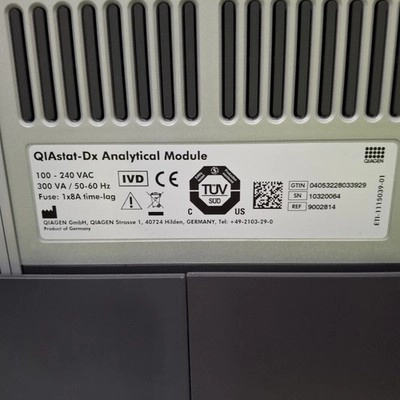 QIAstat-Dx Analytical Module
QIAGEN
100 - 240 VAC
300 VA / 50-60 Hz
Fuse: 1x8A time-lag
IVD
CE
TÜV
SÜD
C US
GTIN 04053228033929
SN 10320064
REF 9002814
QIAGEN GmbH, QIAGEN Strasse 1, 40724 Hilden, GERMANY, Tel: +49-2103-29-0
Product of Germany
ETI-1115039-01